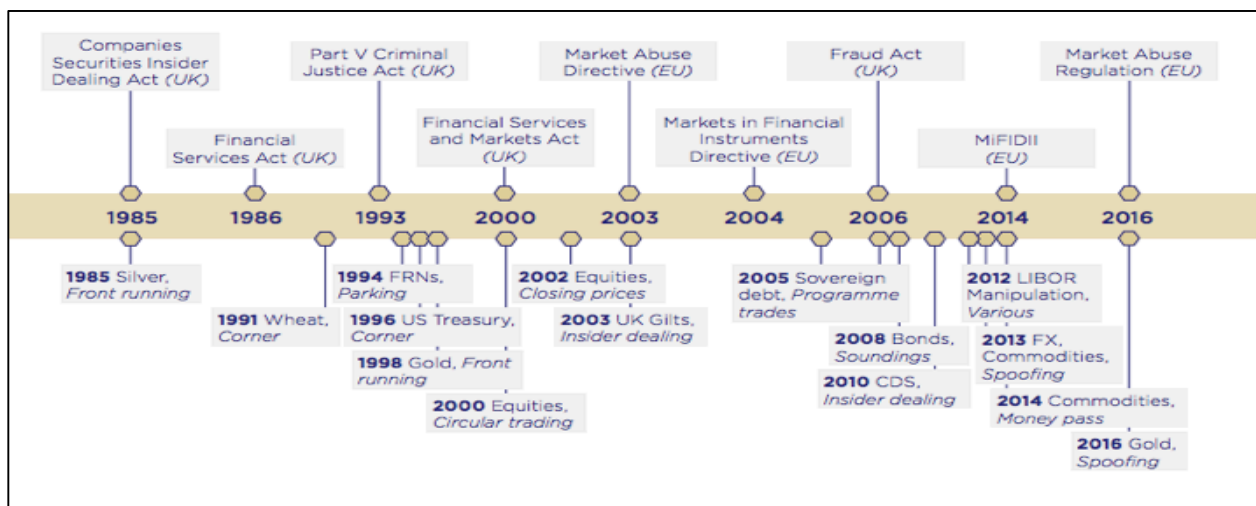 Companies
Securities Insider
Dealing Act (UK)
Part V Criminal
Justice Act (UK)
Market Abuse
Directive (EU)
Fraud Act
(UK)
Market Abuse
Regulation (EU)
Financial
Services Act (UK)
Financial Services
and Markets Act
(UK)
Markets in Financial
Instruments
Directive (EU)
MiFIDII
(EU)
1985
1986
1993
2000
2003
2004
2006
2014
2016
1985 Silver,
Front running
1991 Wheat,
Corner
1994 FRNs,
Parking
1996 US Treasury,
Corner
1998 Gold, Front
running
2000 Equities,
Circular trading
2002 Equities,
Closing prices
2003 UK Gilts,
Insider dealing
2005 Sovereign
debt, Programme
trades
2008 Bonds,
Soundings
2010 CDS,
Insider dealing
2012 LIBOR
Manipulation,
Various
2013 FX,
Commodities,
Spoofing
2014 Commodities,
Money pass
2016 Gold,
Spoofing